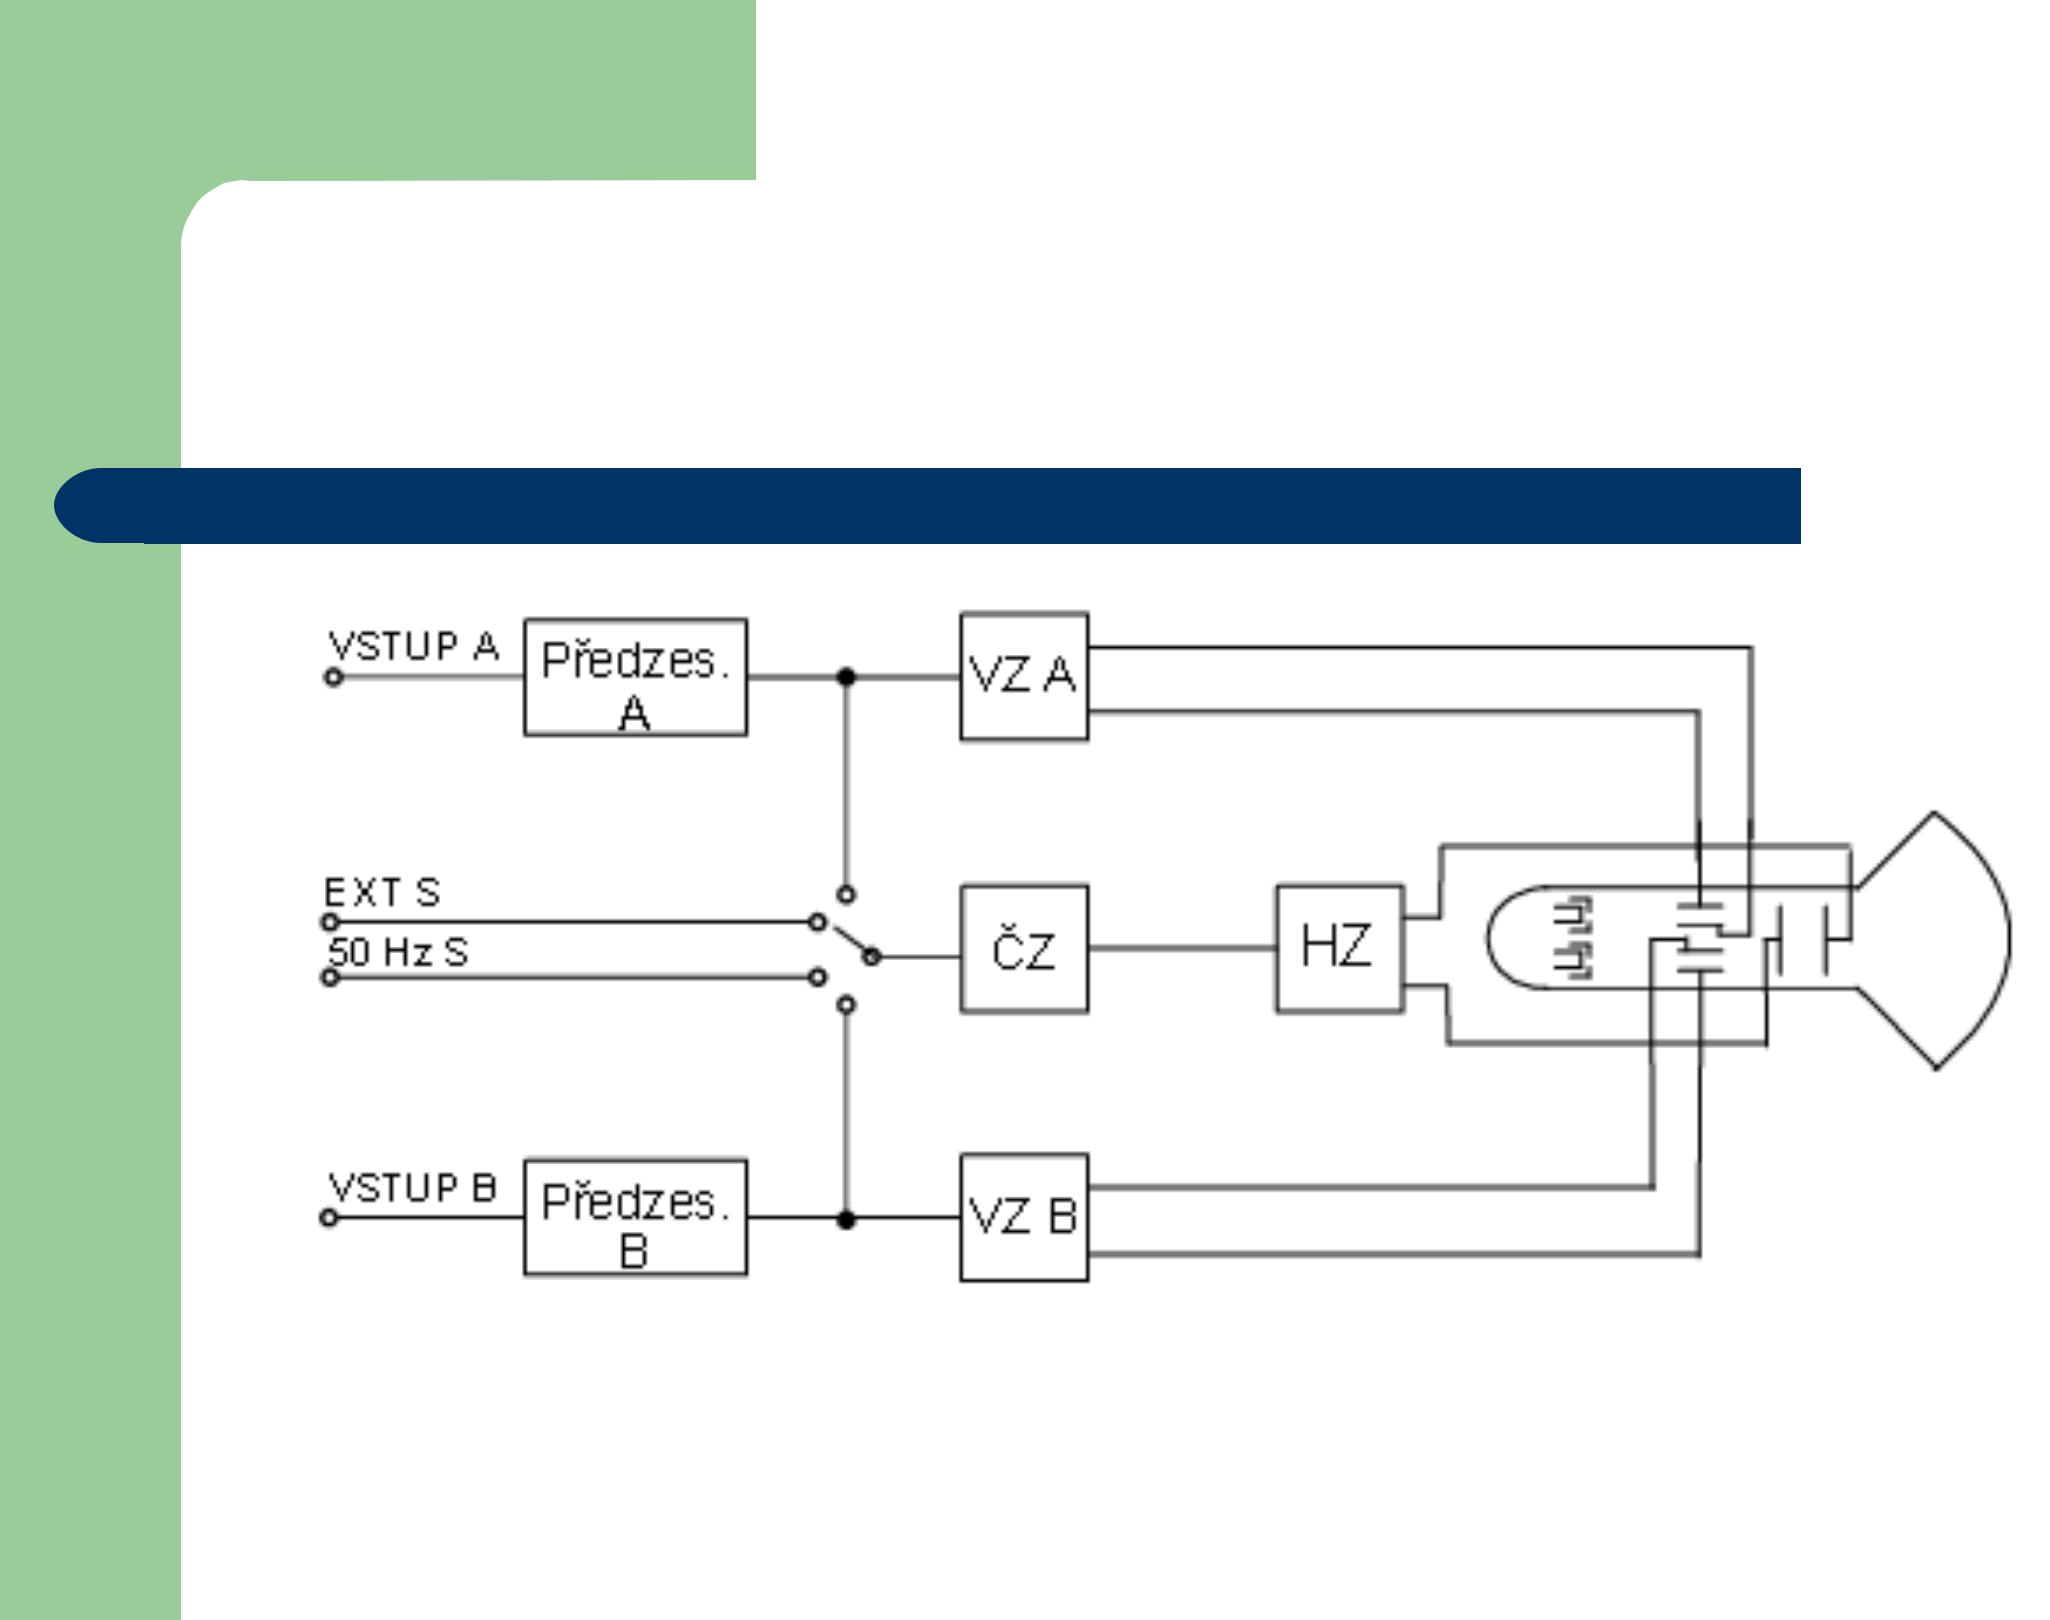 VSTUP A
Předzes.
A
VZ A
EXT S
50 Hz S
ČZ
HZ
VSTUP B
Předzes.
B
VZ B